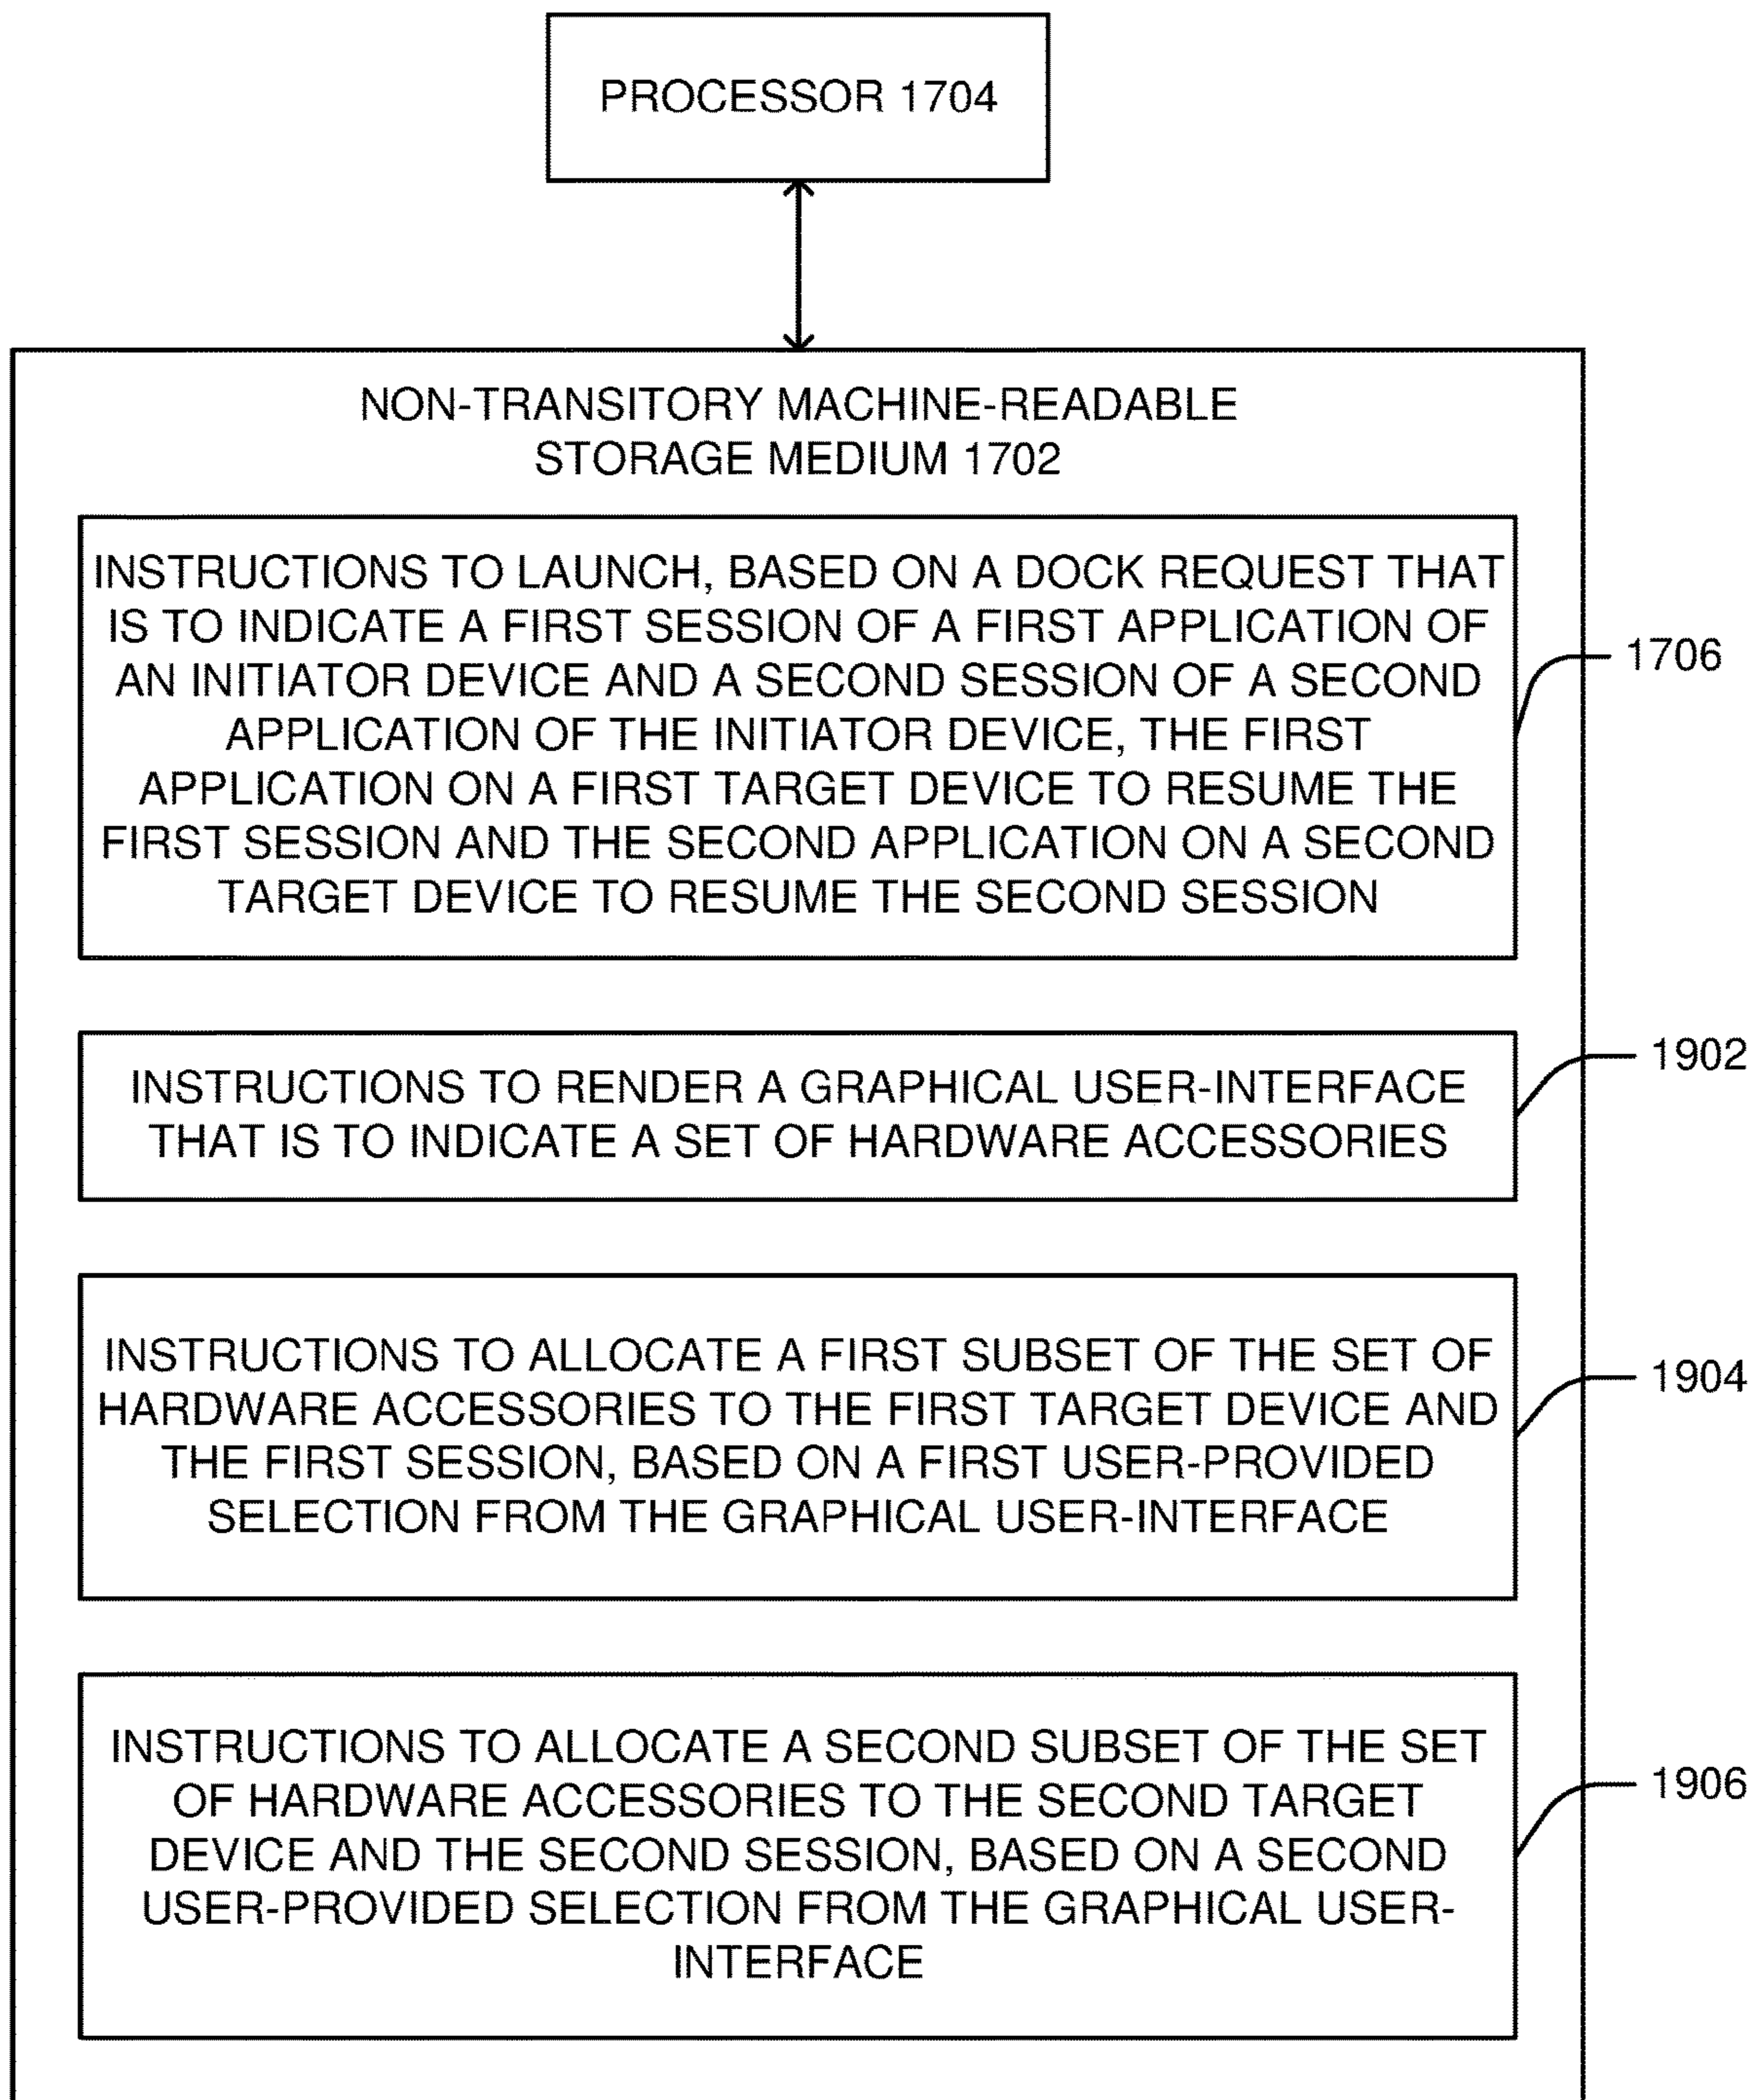 PROCESSOR 1704
NON-TRANSITORY MACHINE-READABLE
STORAGE MEDIUM 1702
INSTRUCTIONS TO LAUNCH, BASED ON A DOCK REQUEST THAT
IS TO INDICATE A FIRST SESSION OF A FIRST APPLICATION OF
AN INITIATOR DEVICE AND A SECOND SESSION OF A SECOND
APPLICATION OF THE INITIATOR DEVICE, THE FIRST
APPLICATION ON A FIRST TARGET DEVICE TO RESUME THE
FIRST SESSION AND THE SECOND APPLICATION ON A SECOND
TARGET DEVICE TO RESUME THE SECOND SESSION
1706
INSTRUCTIONS TO RENDER A GRAPHICAL USER-INTERFACE
THAT IS TO INDICATE A SET OF HARDWARE ACCESSORIES
1902
INSTRUCTIONS TO ALLOCATE A FIRST SUBSET OF THE SET OF
HARDWARE ACCESSORIES TO THE FIRST TARGET DEVICE AND
THE FIRST SESSION, BASED ON A FIRST USER-PROVIDED
SELECTION FROM THE GRAPHICAL USER-INTERFACE
1904
INSTRUCTIONS TO ALLOCATE A SECOND SUBSET OF THE SET
OF HARDWARE ACCESSORIES TO THE SECOND TARGET
DEVICE AND THE SECOND SESSION, BASED ON A SECOND
USER-PROVIDED SELECTION FROM THE GRAPHICAL USER-
INTERFACE
1906